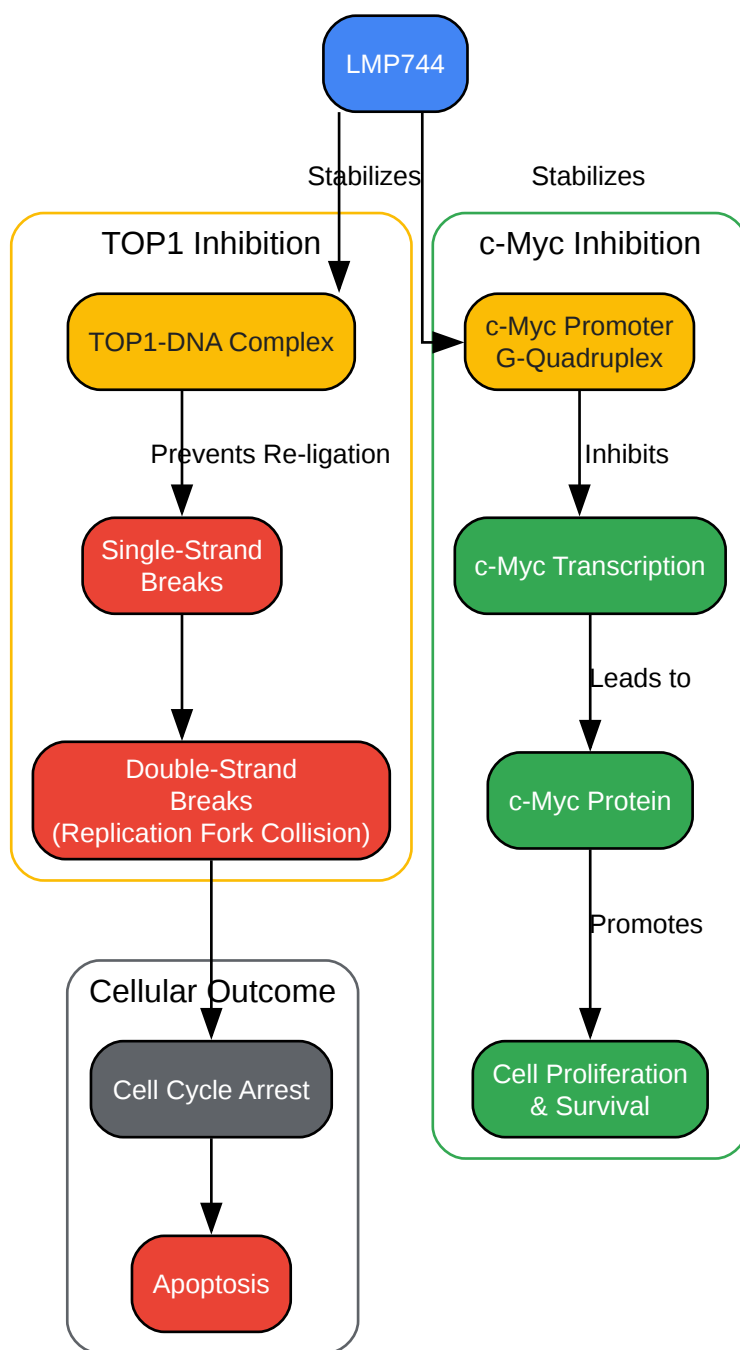 LMP744
Stabilizes
Stabilizes
TOP1 Inhibition
c-Myc Inhibition
TOP1-DNA Complex
c-Myc Promoter
G-Quadruplex
Prevents Re-ligation
Inhibits
Single-Strand
Breaks
c-Myc Transcription
Leads to
Double-Strand
Breaks
(Replication Fork Collision)
c-Myc Protein
Promotes
Cellular Outcome
Cell Cycle Arrest
Cell Proliferation
& Survival
Apoptosis